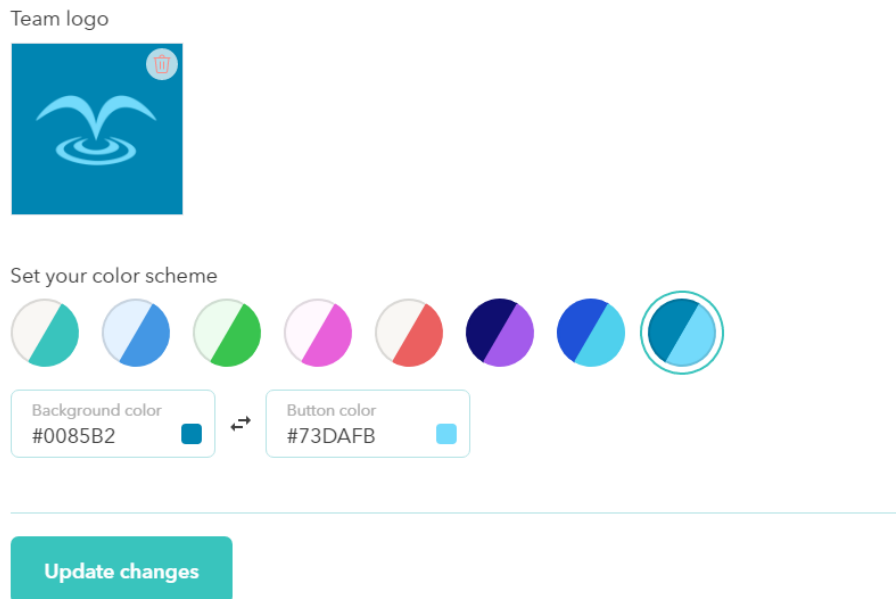 Team logo
Set your color scheme
Background color
#0085B2
Button color
#73DAFB
Update changes